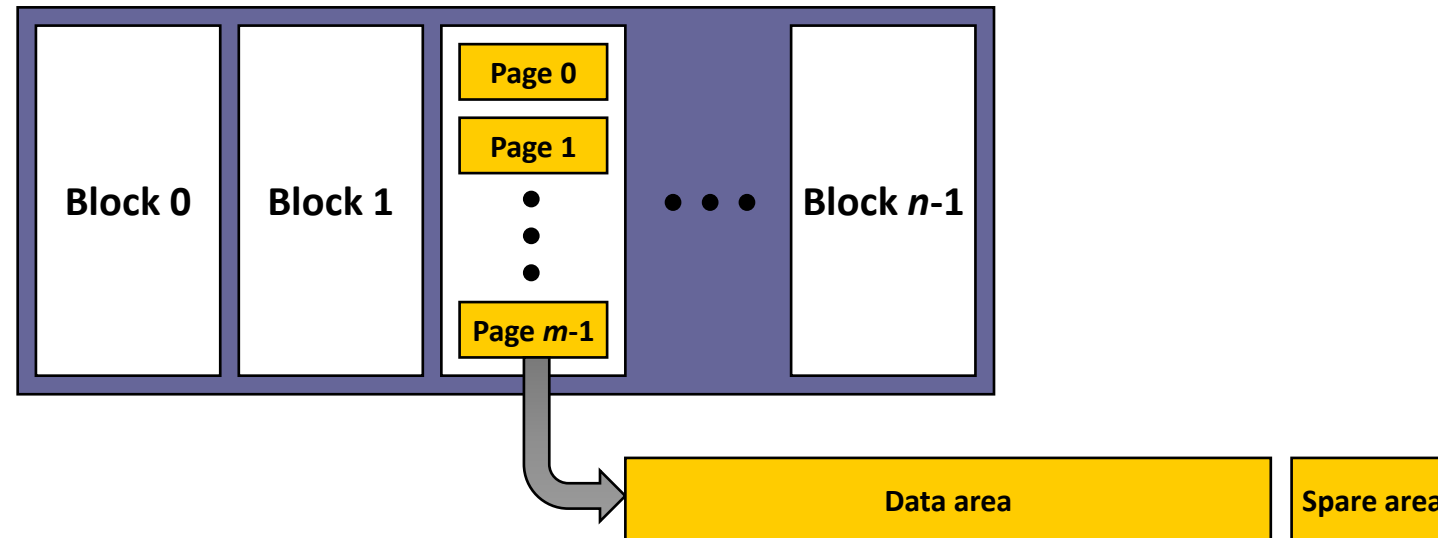 Block 0
Block 1
Page 0
Page 1
Page m-1
Block n-1
Data area
Spare area